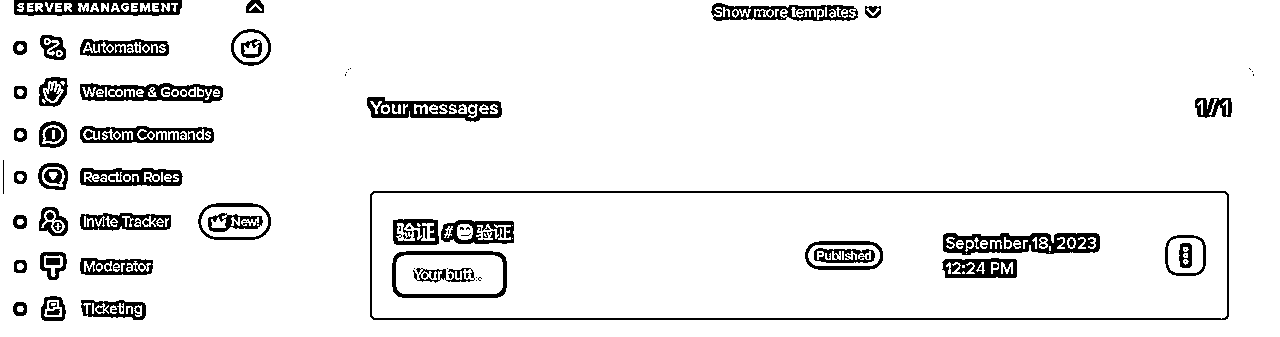 SERVER MANAGEMENT
Automations
Welcome & Goodbye
Custom Commands
Reaction Roles
Invite Tracker New!
Moderator
Ticketing
Show more templates
Your messages 1/1
验证 #😊验证
Your butt...
Published
September 18, 2023
12:24 PM